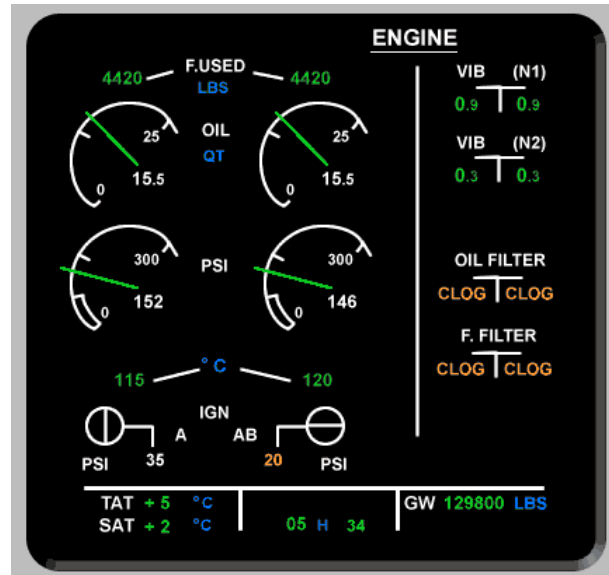 ENGINE
F.USED
4420 4420
LBS
VIB (N1)
0.9 0.9
25 OIL 25
QT
15.5 15.5
0 0
VIB (N2)
0.3 0.3
300 PSI 300
152 146
0 0
OIL FILTER
CLOG CLOG
F. FILTER
CLOG CLOG
° C
115 120
IGN
A AB
PSI 35 20 PSI
TAT + 5 °C
SAT + 2 °C
05 H 34
GW 129800 LBS